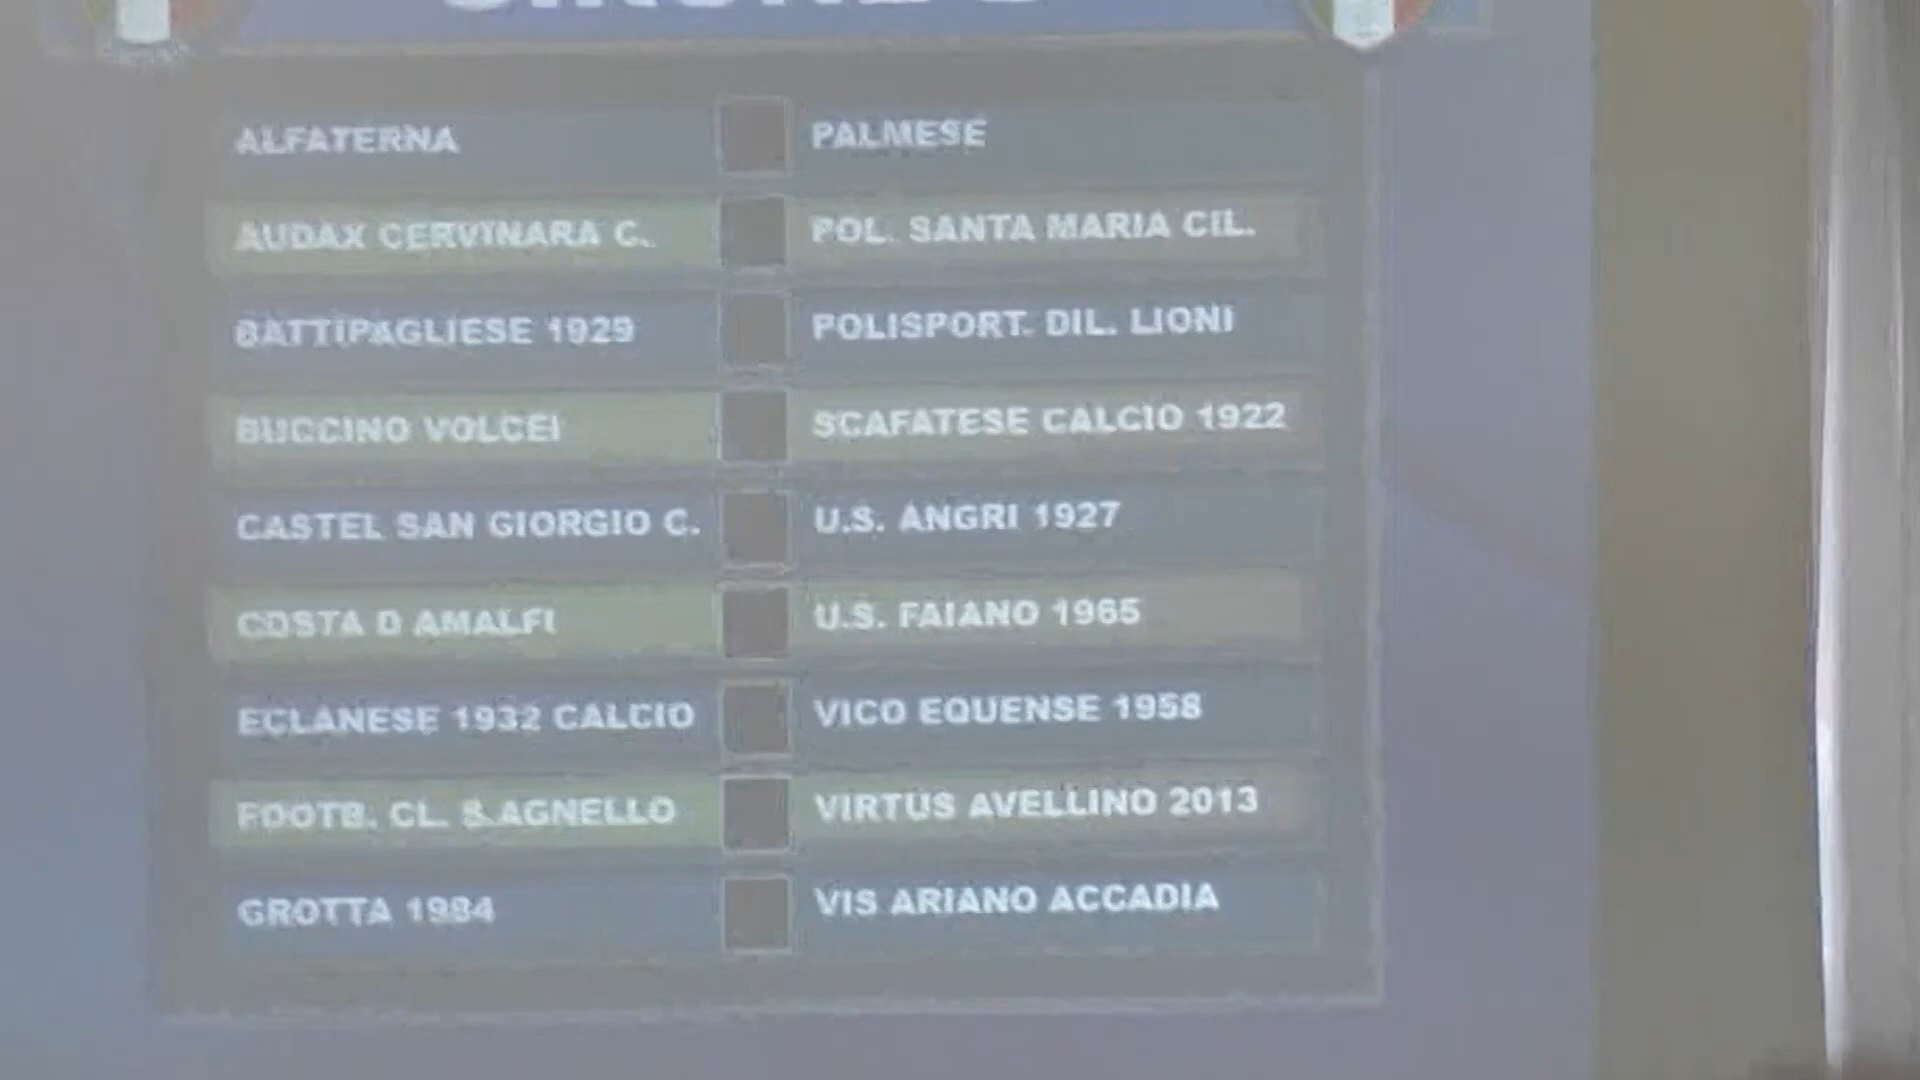 ALFATERNA
PALMESE
AUDAX CERVINARA C.
POL. SANTA MARIA CIL.
BATTIPAGLIESE 1929
POLISPORT. DIL. LIONI
BUCCINO VOLCEI
SCAFATESE CALCIO 1922
CASTEL SAN GIORGIO C.
U.S. ANGRI 1927
COSTA D AMALFI
U.S. FAIANO 1965
ECLANESE 1932 CALCIO
VICO EQUENSE 1958
FOOTB. CL. S.AGNELLO
VIRTUS AVELLINO 2013
GROTTA 1984
VIS ARIANO ACCADIA